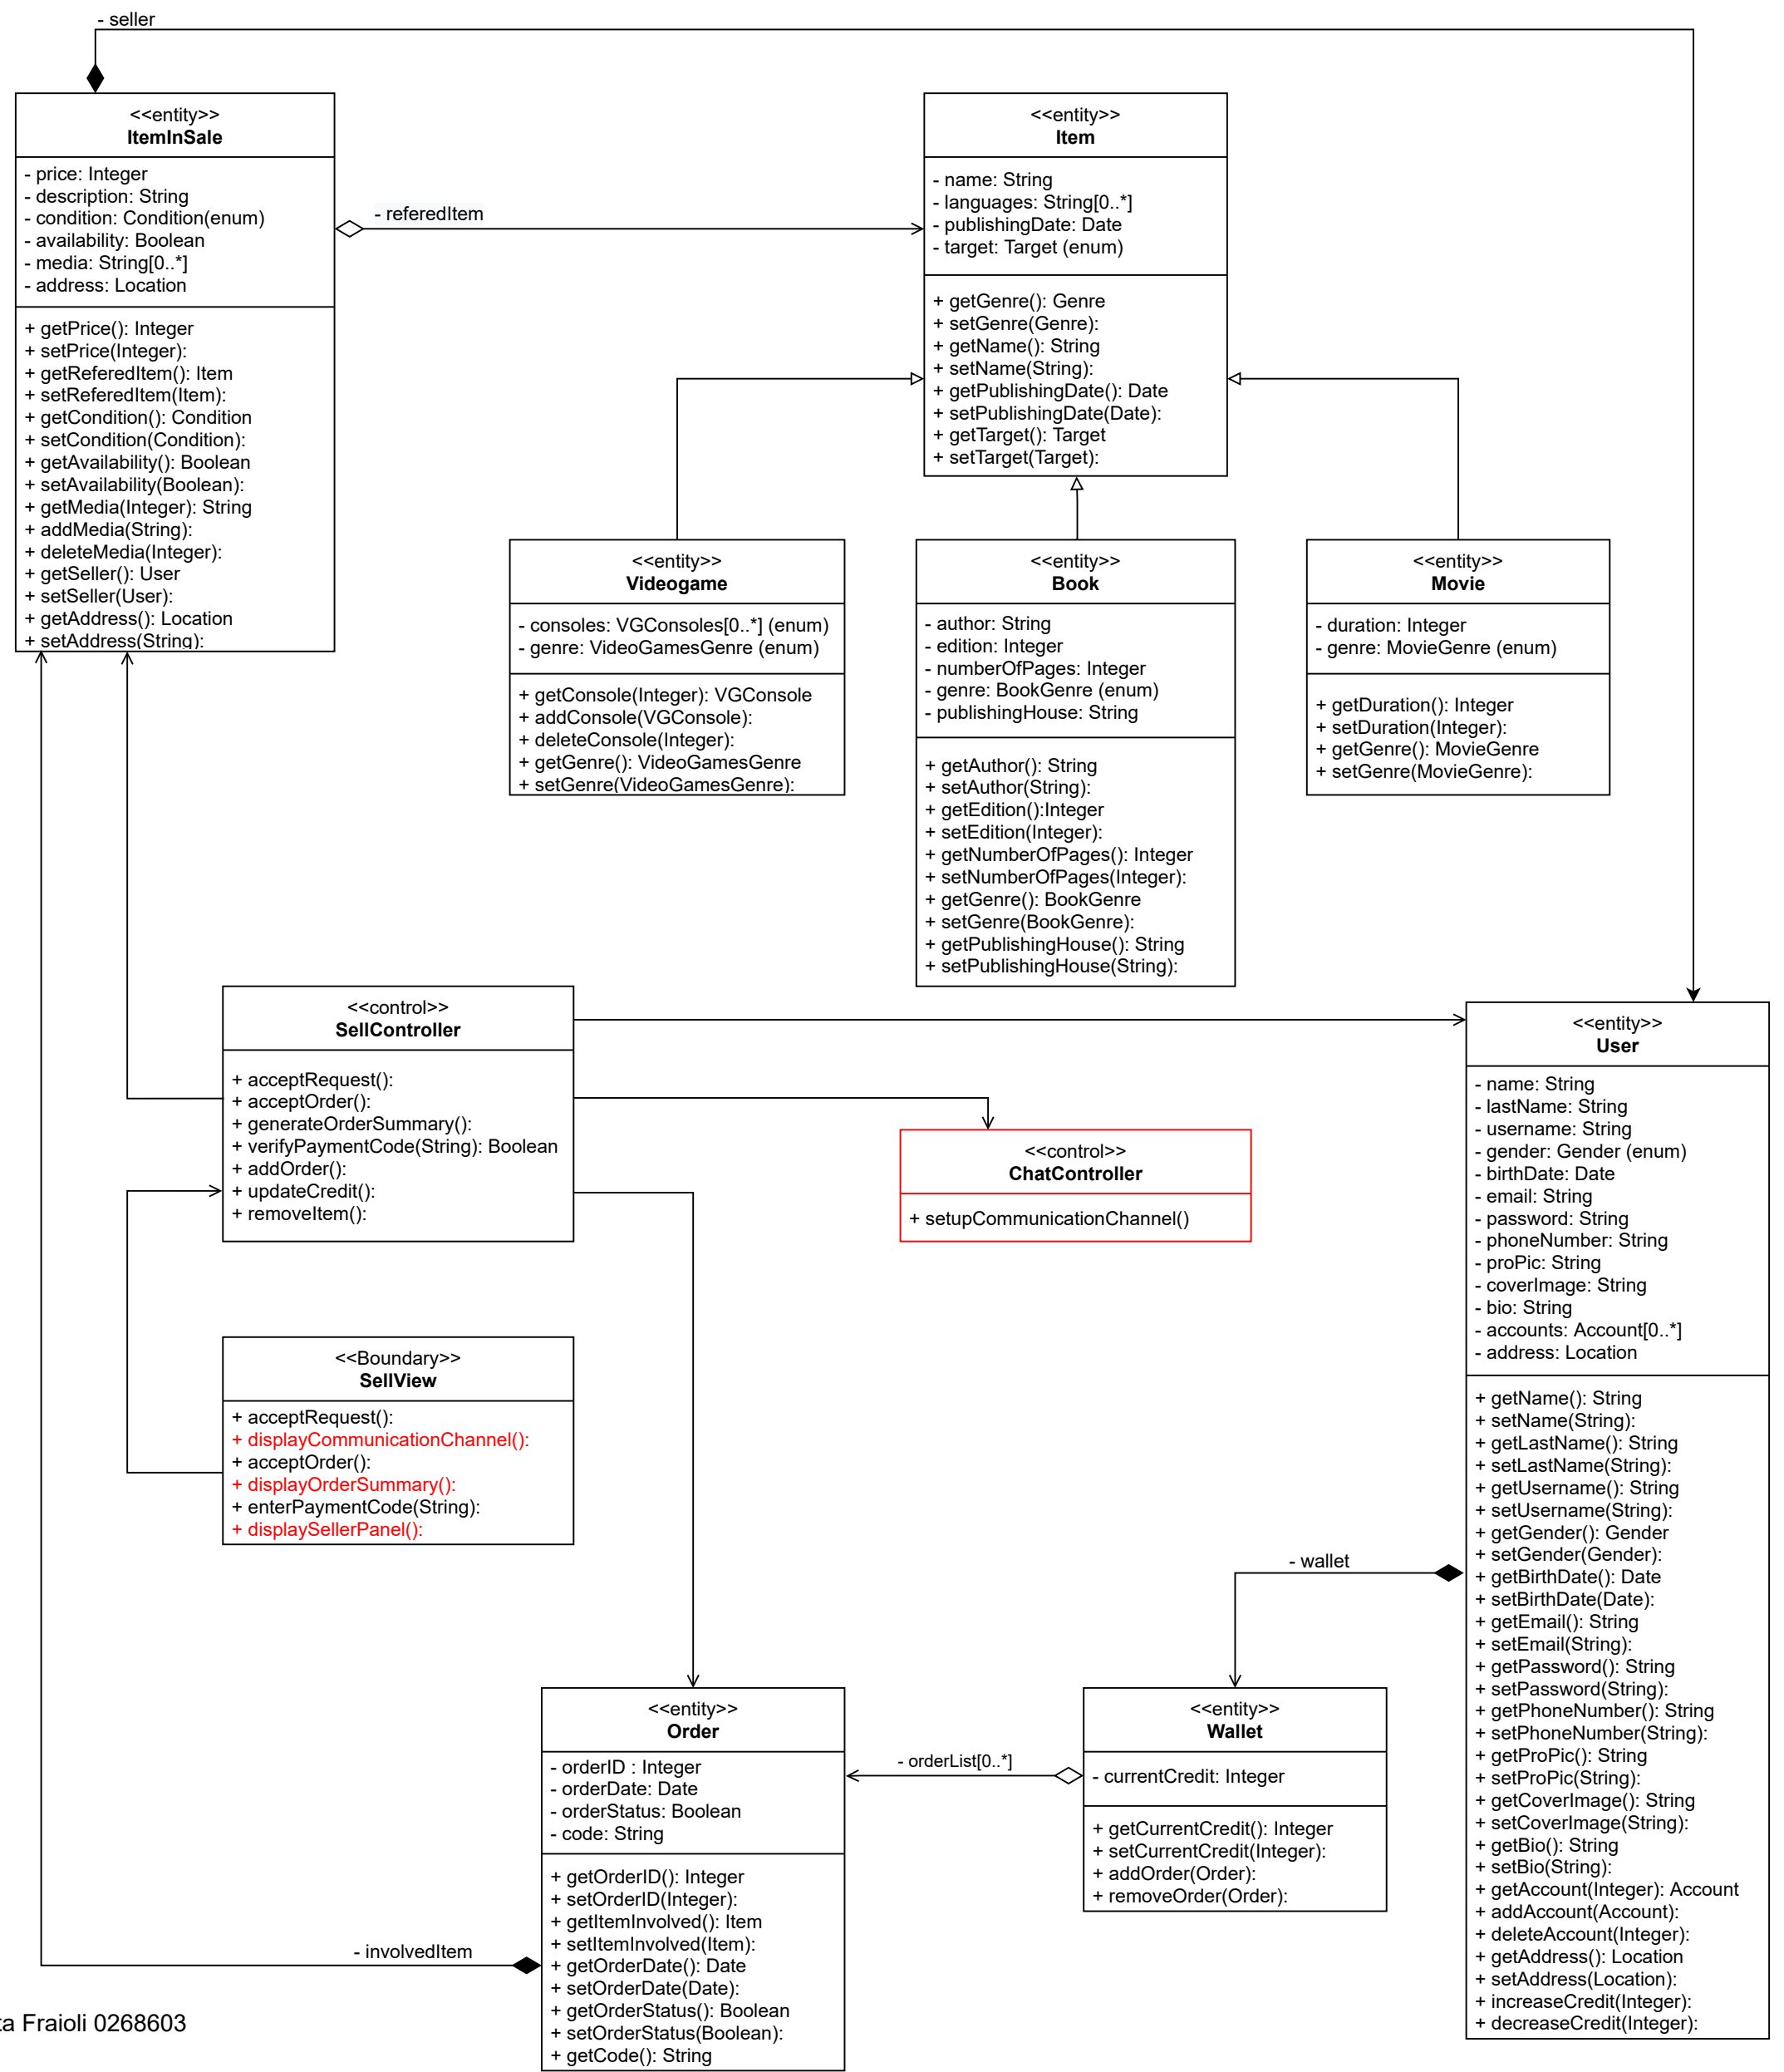 - seller
<<entity>>
ItemInSale
- price: Integer
- description: String
- condition: Condition(enum)
- availability: Boolean
- media: String[0..*]
- address: Location
+ getPrice(): Integer
+ setPrice(Integer):
+ getReferedItem(): Item
+ setReferedItem(Item):
+ getCondition(): Condition
+ setCondition(Condition):
+ getAvailability(): Boolean
+ setAvailability(Boolean):
+ getMedia(Integer): String
+ addMedia(String):
+ deleteMedia(Integer):
+ getSeller(): User
+ setSeller(User):
+ getAddress(): Location
+ setAddress(String):
- referedItem
<<entity>>
Item
- name: String
- languages: String[0..*]
- publishingDate: Date
- target: Target (enum)
+ getGenre(): Genre
+ setGenre(Genre):
+ getName(): String
+ setName(String):
+ getPublishingDate(): Date
+ setPublishingDate(Date):
+ getTarget(): Target
+ setTarget(Target):
<<entity>>
Videogame
- consoles: VGConsoles[0..*] (enum)
- genre: VideoGamesGenre (enum)
+ getConsole(Integer): VGConsole
+ addConsole(VGConsole):
+ deleteConsole(Integer):
+ getGenre(): VideoGamesGenre
+ setGenre(VideoGamesGenre):
<<entity>>
Book
- author: String
- edition: Integer
- numberOfPages: Integer
- genre: BookGenre (enum)
- publishingHouse: String
+ getAuthor(): String
+ setAuthor(String):
+ getEdition():Integer
+ setEdition(Integer):
+ getNumberOfPages(): Integer
+ setNumberOfPages(Integer):
+ getGenre(): BookGenre
+ setGenre(BookGenre):
+ getPublishingHouse(): String
+ setPublishingHouse(String):
<<entity>>
Movie
- duration: Integer
- genre: MovieGenre (enum)
+ getDuration(): Integer
+ setDuration(Integer):
+ getGenre(): MovieGenre
+ setGenre(MovieGenre):
<<control>>
SellController
+ acceptRequest():
+ acceptOrder():
+ generateOrderSummary():
+ verifyPaymentCode(String): Boolean
+ addOrder():
+ updateCredit():
+ removeItem():
<<control>>
ChatController
+ setupCommunicationChannel()
<<Boundary>>
SellView
+ acceptRequest():
+ displayCommunicationChannel():
+ acceptOrder():
+ displayOrderSummary():
+ enterPaymentCode(String):
+ displaySellerPanel():
<<entity>>
User
- name: String
- lastName: String
- username: String
- gender: Gender (enum)
- birthDate: Date
- email: String
- password: String
- phoneNumber: String
- proPic: String
- coverImage: String
- bio: String
- accounts: Account[0..*]
- address: Location
+ getName(): String
+ setName(String):
+ getLastName(): String
+ setLastName(String):
+ getUsername(): String
+ setUsername(String):
+ getGender(): Gender
+ setGender(Gender):
+ getBirthDate(): Date
+ setBirthDate(Date):
+ getEmail(): String
+ setEmail(String):
+ getPassword(): String
+ setPassword(String):
+ getPhoneNumber(): String
+ setPhoneNumber(String):
+ getProPic(): String
+ setProPic(String):
+ getCoverImage(): String
+ setCoverImage(String):
+ getBio(): String
+ setBio(String):
+ getAccount(Integer): Account
+ addAccount(Account):
+ deleteAccount(Integer):
+ getAddress(): Location
+ setAddress(Location):
+ increaseCredit(Integer):
+ decreaseCredit(Integer):
- wallet
<<entity>>
Order
- orderID : Integer
- orderDate: Date
- orderStatus: Boolean
- code: String
+ getOrderID(): Integer
+ setOrderID(Integer):
+ getItemInvolved(): Item
+ setItemInvolved(Item):
+ getOrderDate(): Date
+ setOrderDate(Date):
+ getOrderStatus(): Boolean
+ setOrderStatus(Boolean):
+ getCode(): String
- orderList[0..*]
<<entity>>
Wallet
- currentCredit: Integer
+ getCurrentCredit(): Integer
+ setCurrentCredit(Integer):
+ addOrder(Order):
+ removeOrder(Order):
- involvedItem
ta Fraioli 0268603